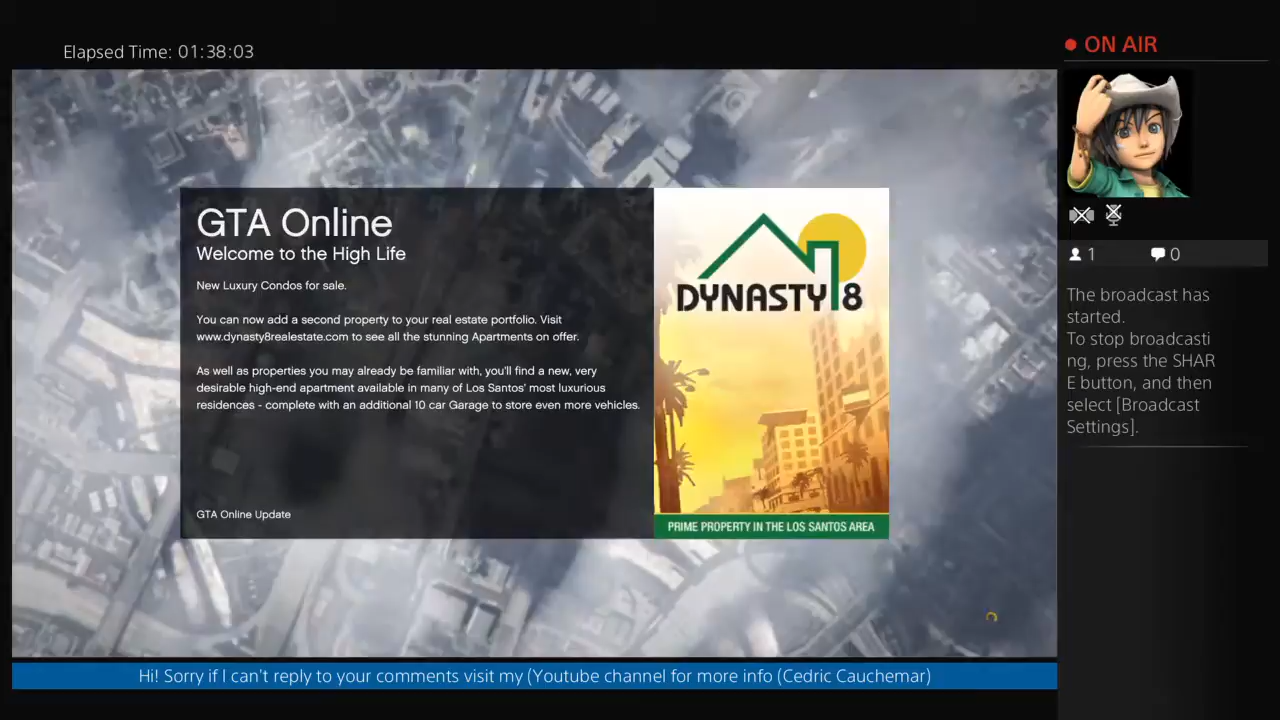 Elapsed Time: 01:38:03
ON AIR
GTA Online
Welcome to the High Life
New Luxury Condos for sale.
You can now add a second property to your real estate portfolio. Visit
www.dynasty8realestate.com to see all the stunning Apartments on offer.
As well as properties you may already be familiar with, you'll find a new, very
desirable high-end apartment available in many of Los Santos' most luxurious
residences - complete with an additional 10 car Garage to store even more vehicles.
GTA Online Update
DYNASTY 8
PRIME PROPERTY IN THE LOS SANTOS AREA
1
0
The broadcast has
started.
To stop broadcasti
ng, press the SHAR
E button, and then
select [Broadcast
Settings].
Hi! Sorry if I can't reply to your comments visit my (Youtube channel for more info (Cedric Cauchemar)